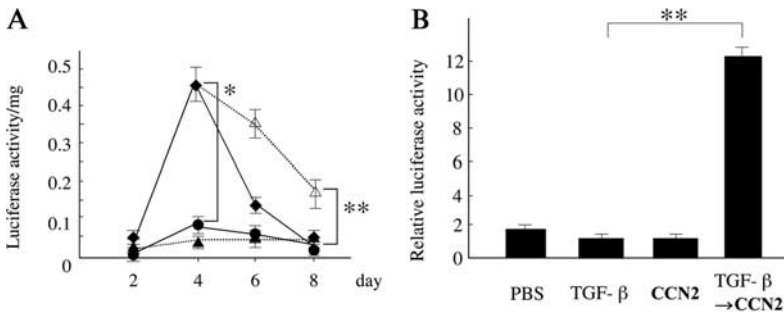 A
Luciferase activity/mg
0.5
0.4
0.3
0.2
0.1
0
2 4 6 8 day
*
**
B
Relative luciferase activity
12
10
8
6
4
2
0
**
PBS TGF- β CCN2 TGF- β
→CCN2